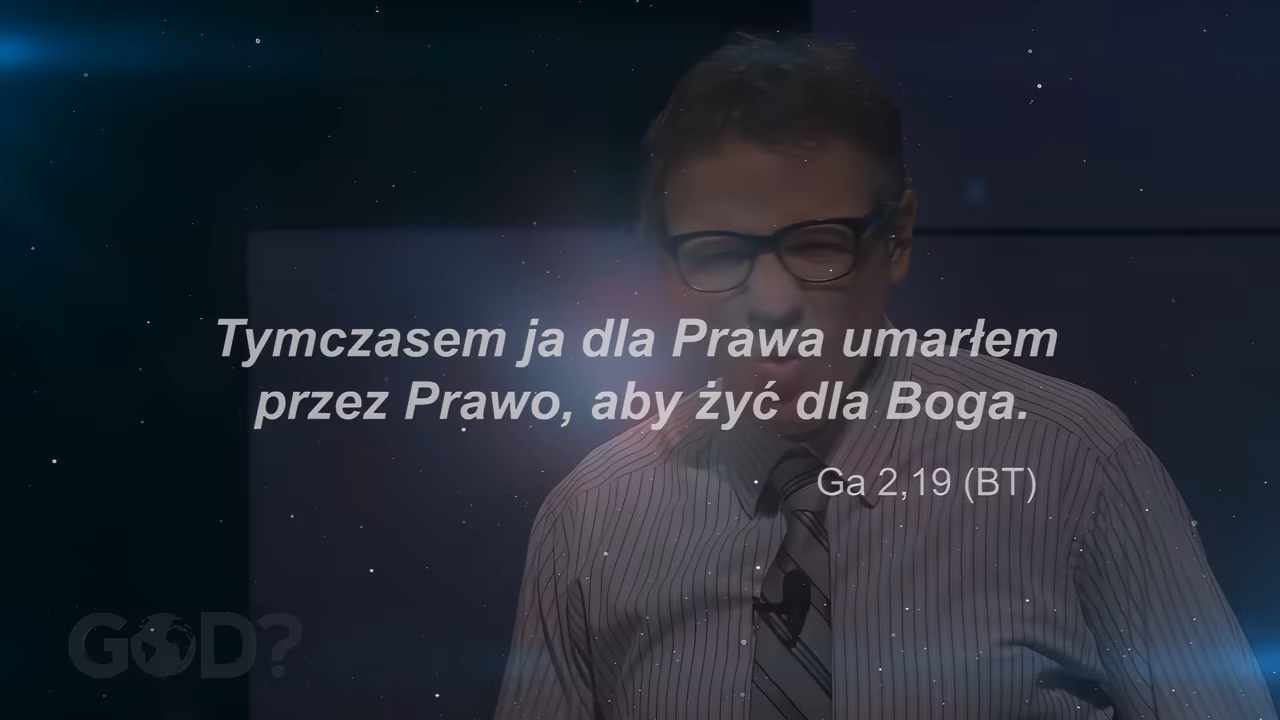 Tymczasem ja dla Prawa umarłem
przez Prawo, aby żyć dla Boga.
Ga 2,19 (BT)
GOD?